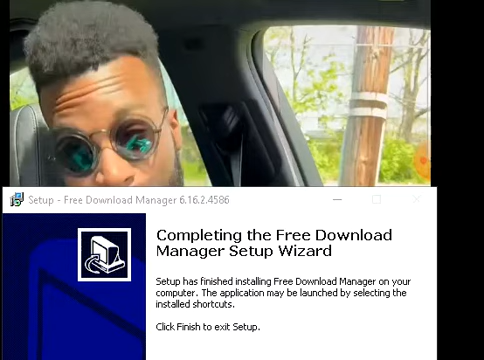 Setup - Free Download Manager 6.16.2.4586
Completing the Free Download
Manager Setup Wizard
Setup has finished installing Free Download Manager on your
computer. The application may be launched by selecting the
installed shortcuts.
Click Finish to exit Setup.